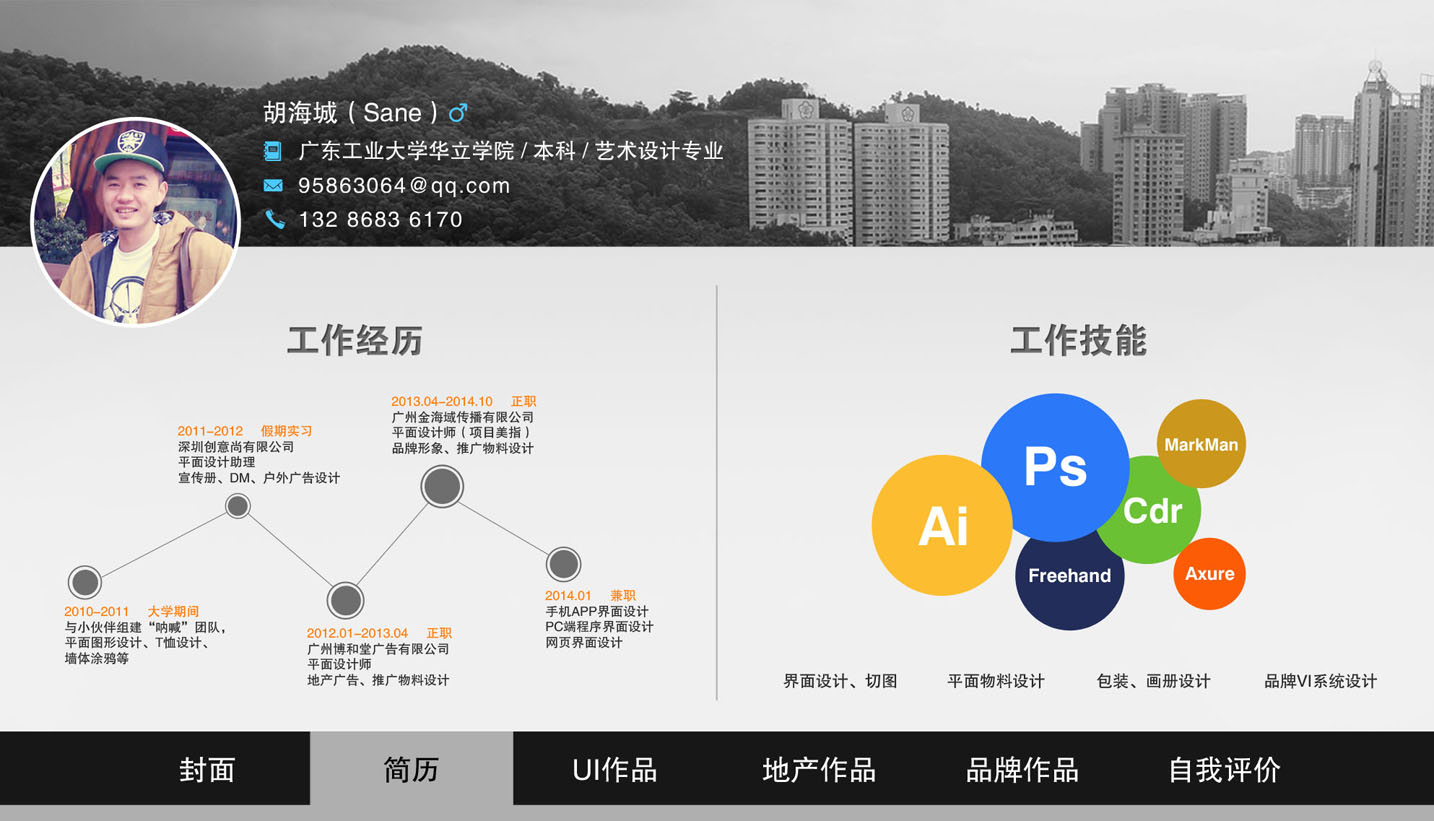 胡海城（Sane）♂
广东工业大学华立学院 / 本科 / 艺术设计专业
95863064@qq.com
132 8683 6170
工作经历
2010–2011 大学期间
与小伙伴组建“呐喊”团队，
平面图形设计、T恤设计、
墙体涂鸦等
2011–2012 假期实习
深圳创意尚有限公司
平面设计助理
宣传册、DM、户外广告设计
2012.01–2013.04 正职
广州博和堂广告有限公司
平面设计师
地产广告、推广物料设计
2013.04–2014.10 正职
广州金海域传播有限公司
平面设计师（项目美指）
品牌形象、推广物料设计
2014.01 兼职
手机APP界面设计
PC端程序界面设计
网页界面设计
工作技能
Ai
Ps
Cdr
MarkMan
Freehand
Axure
界面设计、切图 平面物料设计 包装、画册设计 品牌VI系统设计
封面 简历 UI作品 地产作品 品牌作品 自我评价